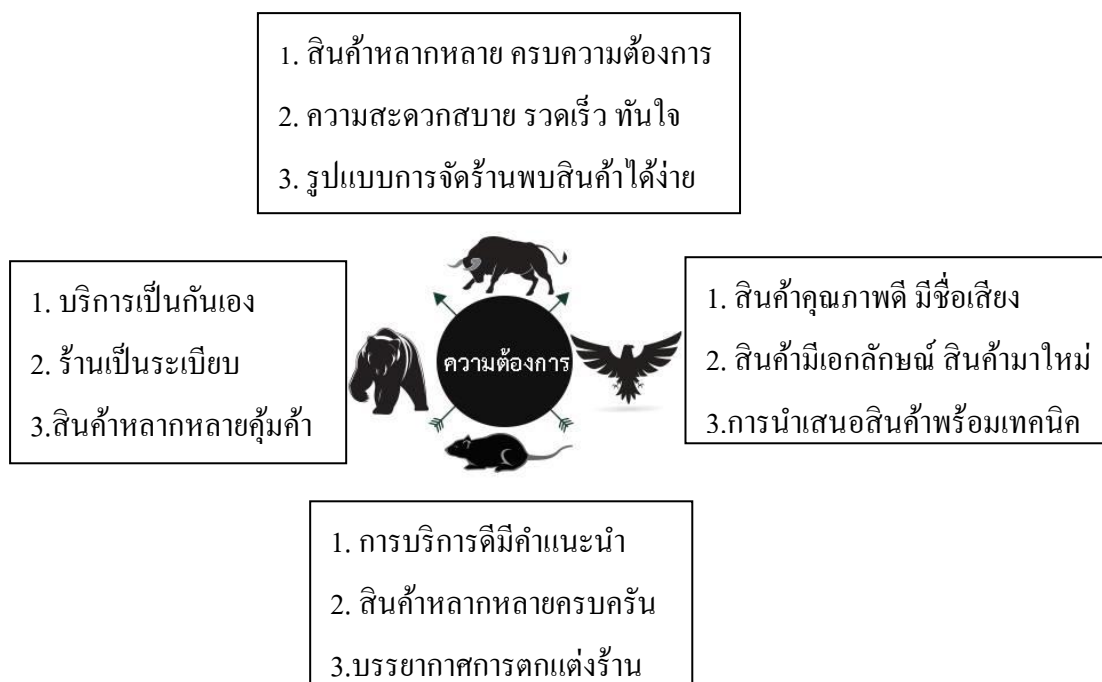 1. สินค้าหลากหลาย ครบความต้องการ
2. ความสะดวกสบาย รวดเร็ว ทันใจ
3. รูปแบบการจัดร้านพบสินค้าได้ง่าย
1. บริการเป็นกันเอง
2. ร้านเป็นระเบียบ
3.สินค้าหลากหลายคุ้มค้า
ความต้องการ
1. สินค้าคุณภาพดี มีชื่อเสียง
2. สินค้ามีเอกลักษณ์ สินค้ามาใหม่
3.การนำเสนอสินค้าพร้อมเทคนิค
1. การบริการดีมีคำแนะนำ
2. สินค้าหลากหลายครบครัน
3.บรรยากาศการตกแต่งร้าน